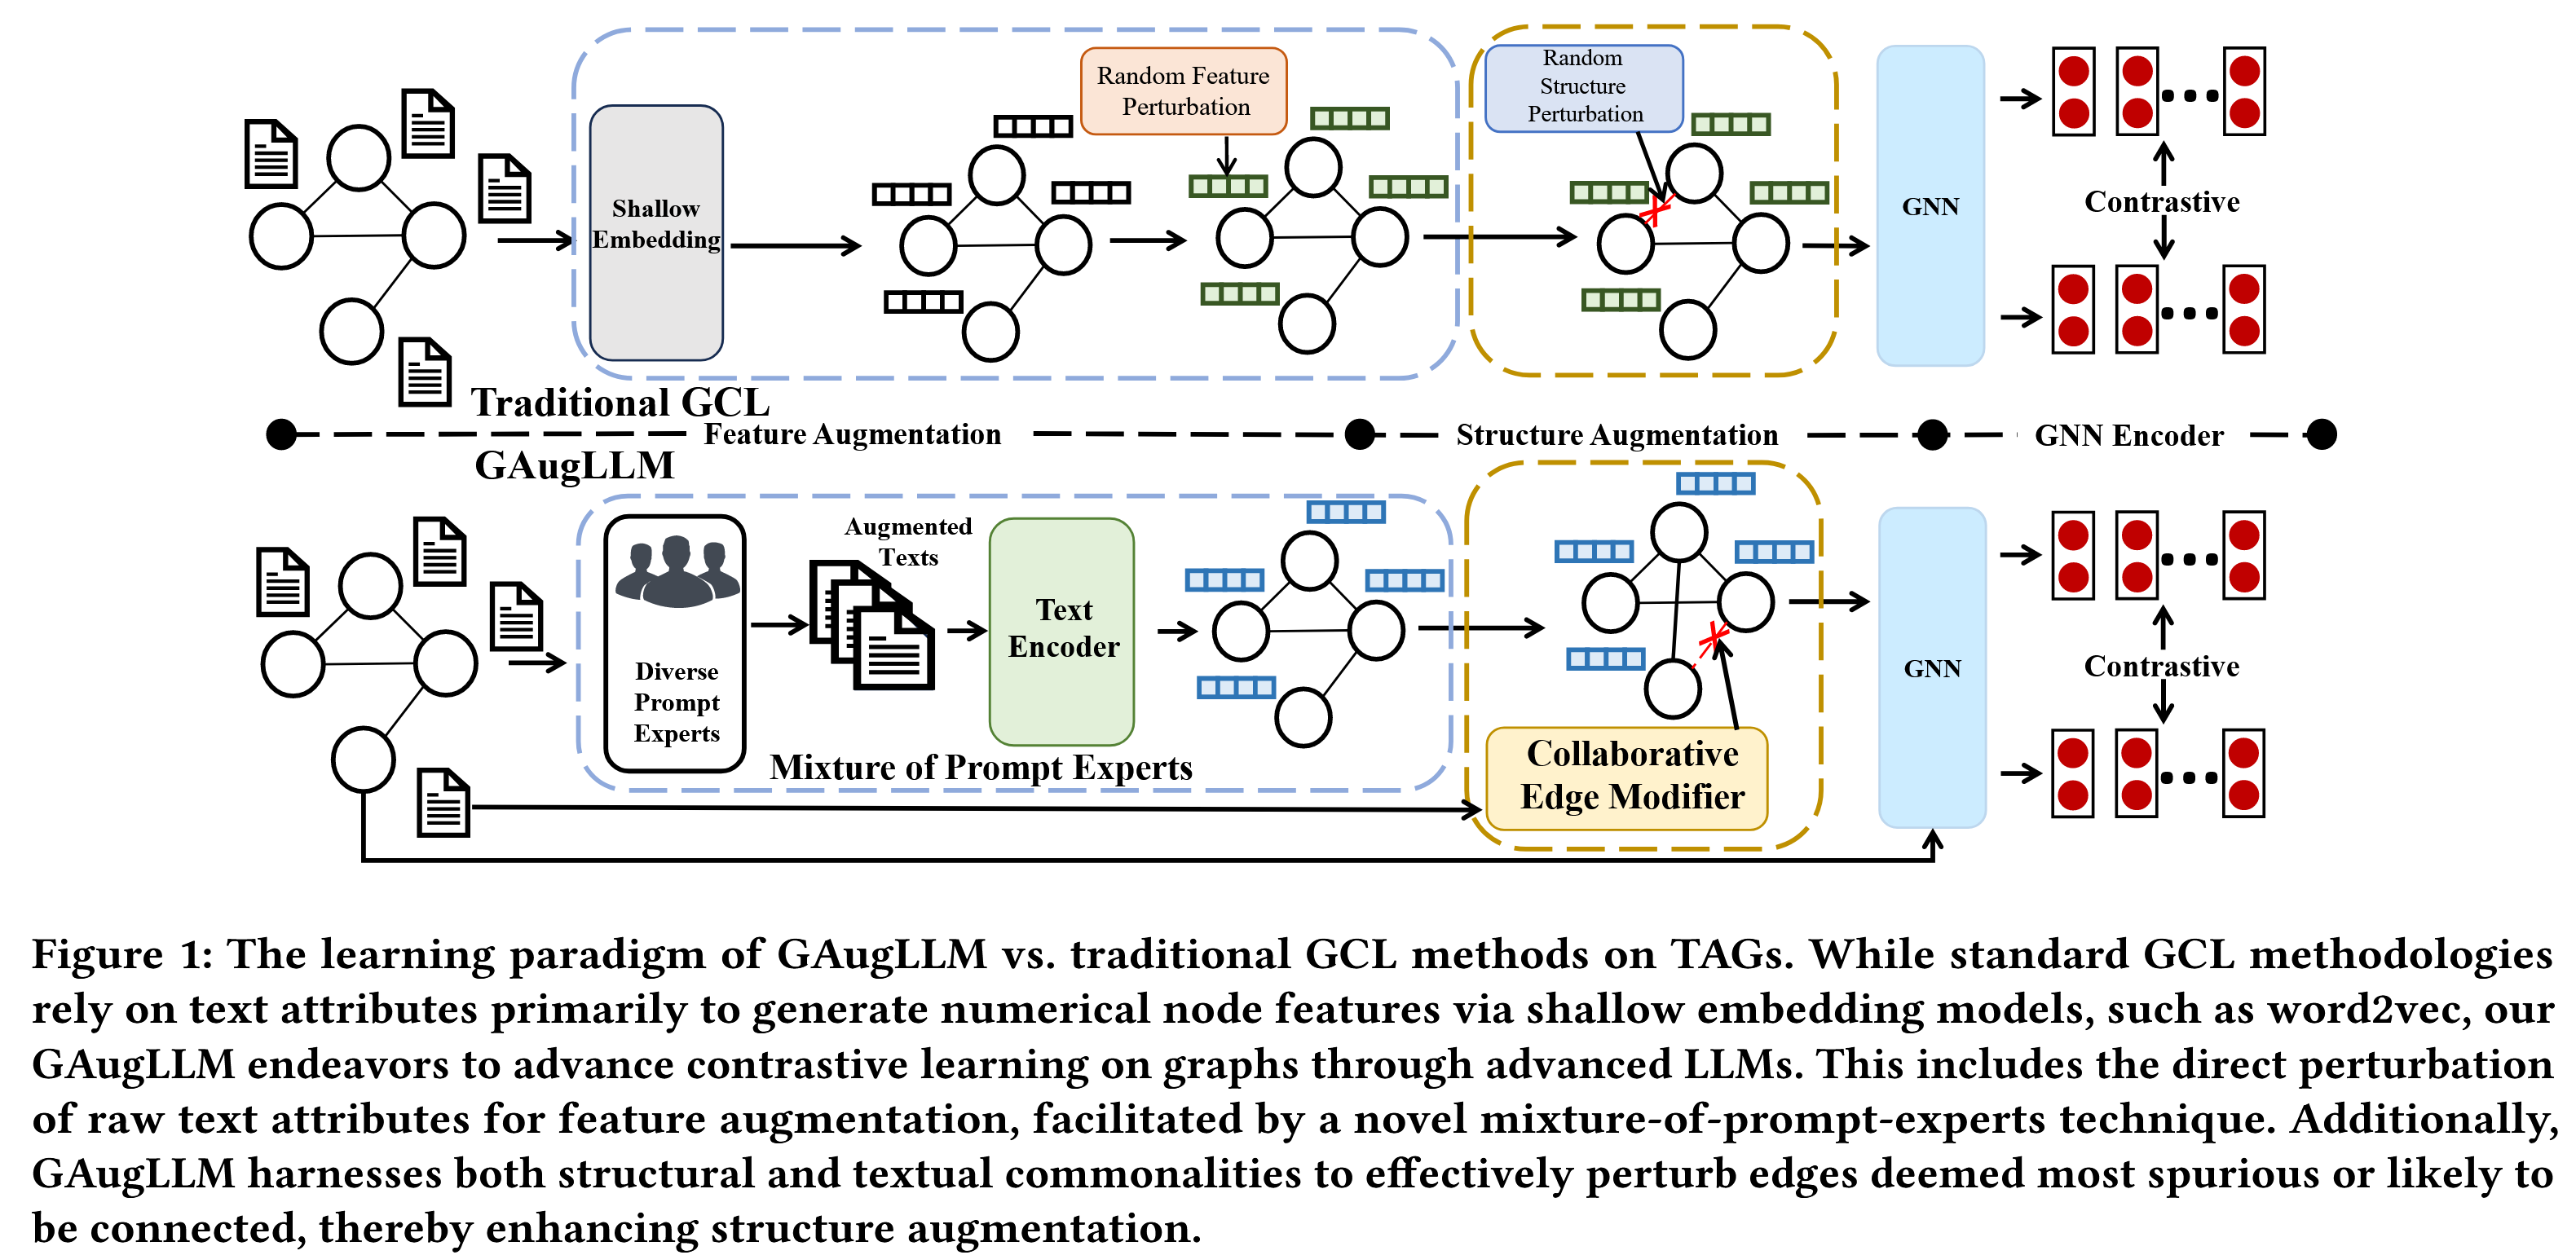 Random Feature
Perturbation
Random
Structure
Perturbation
Shallow
Embedding
GNN
Contrastive
Traditional GCL
Feature Augmentation
Structure Augmentation
GNN Encoder
GAugLLM
Diverse
Prompt
Experts
Augmented
Texts
Text
Encoder
Mixture of Prompt Experts
Collaborative
Edge Modifier
GNN
Contrastive
Figure 1: The learning paradigm of GAugLLM vs. traditional GCL methods on TAGs. While standard GCL methodologies
rely on text attributes primarily to generate numerical node features via shallow embedding models, such as word2vec, our
GAugLLM endeavors to advance contrastive learning on graphs through advanced LLMs. This includes the direct perturbation
of raw text attributes for feature augmentation, facilitated by a novel mixture-of-prompt-experts technique. Additionally,
GAugLLM harnesses both structural and textual commonalities to effectively perturb edges deemed most spurious or likely to
be connected, thereby enhancing structure augmentation.